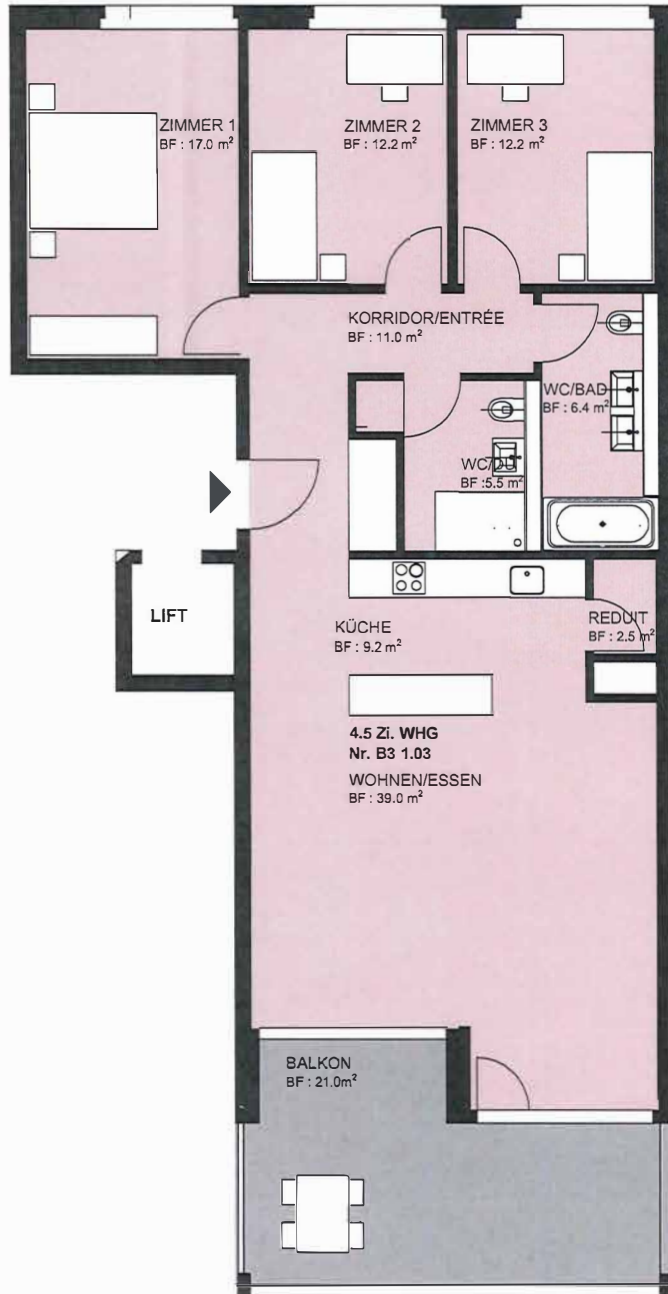 ZIMMER 1
BF : 17.0 m²
ZIMMER 2
BF : 12.2 m²
ZIMMER 3
BF : 12.2 m²
KORRIDOR/ENTRÉE
BF : 11.0 m²
WC/BAD
BF : 6.4 m²
WC/DU
BF :5.5 m²
LIFT
KÜCHE
BF : 9.2 m²
REDUIT
BF : 2.5 m²
4.5 Zi. WHG
Nr. B3 1.03
WOHNEN/ESSEN
BF : 39.0 m²
BALKON
BF : 21.0m²